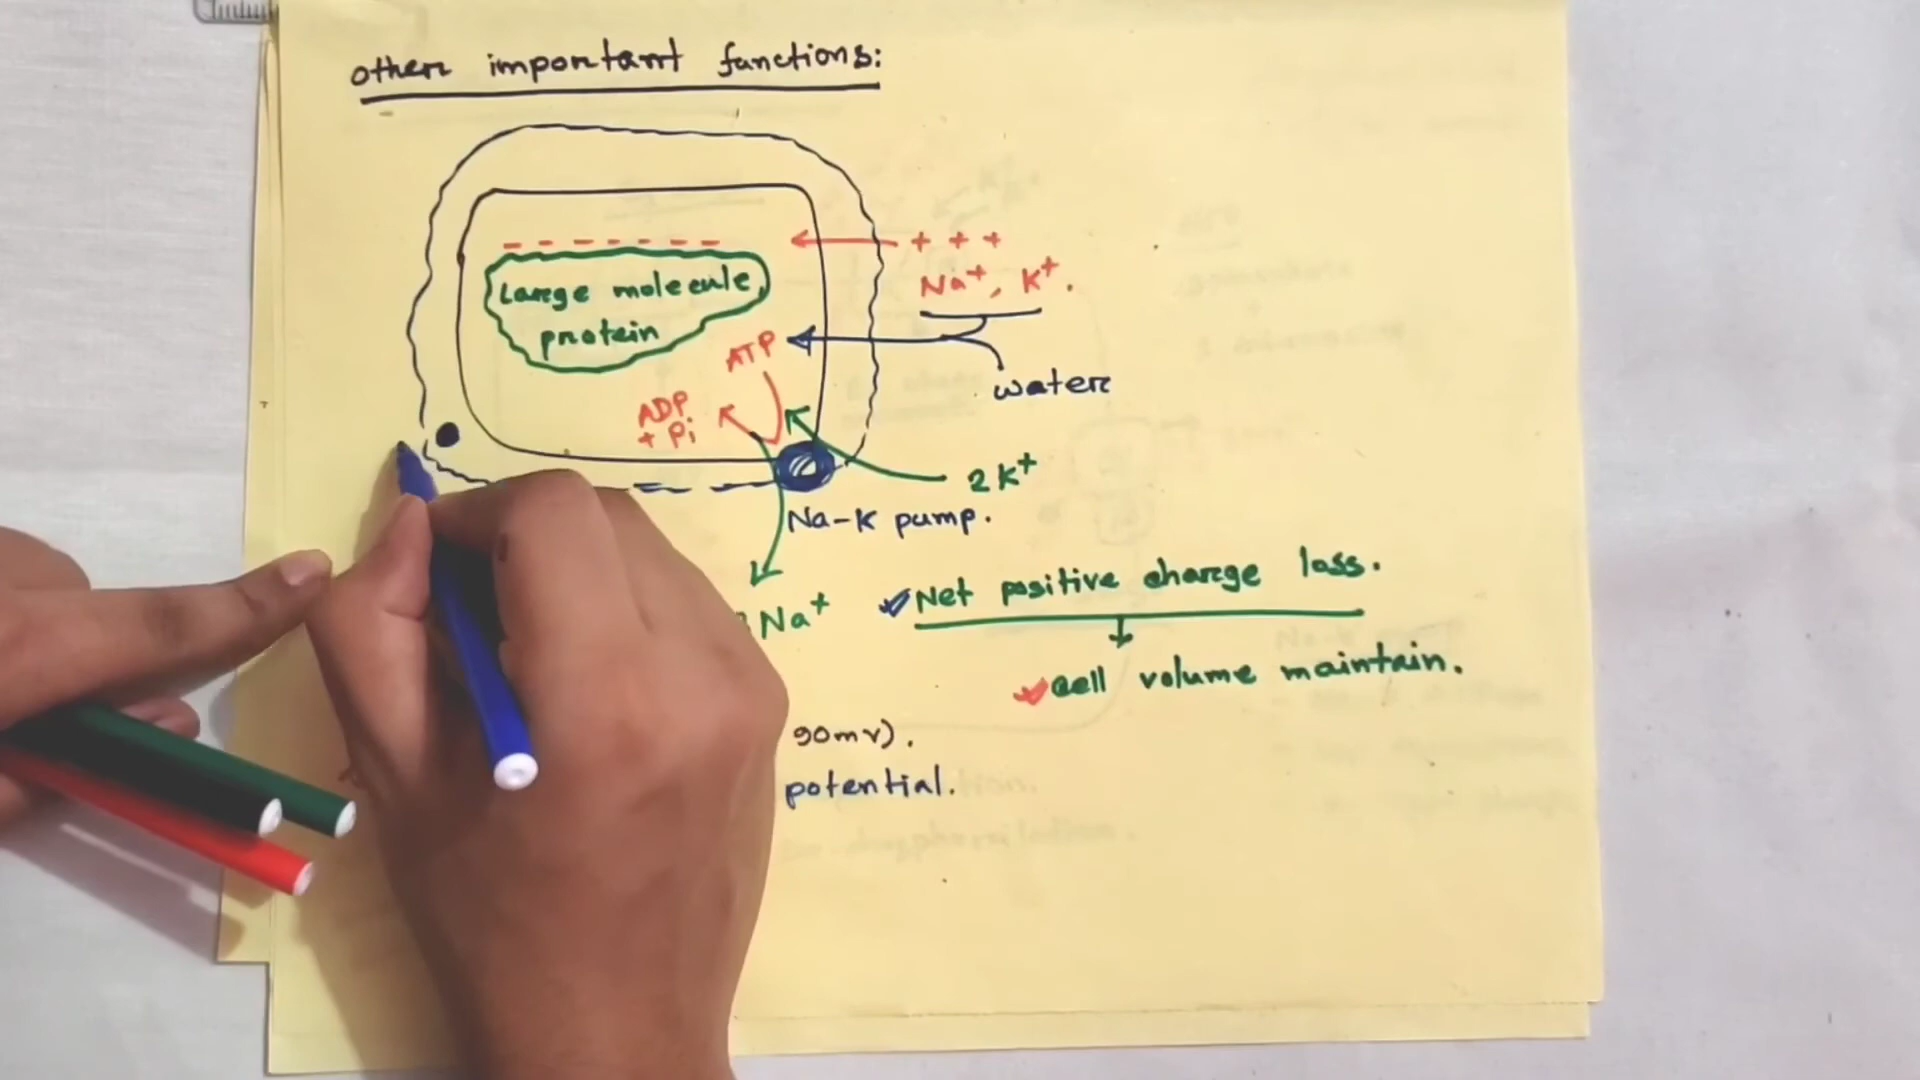 other important functions:
+ + +
Na⁺, K⁺.
Large molecule,
protein
ATP
water
ADP
+ Pi
2K⁺
Na-K pump.
Net positive charge loss.
Na⁺
cell volume maintain.
90mv).
potential.